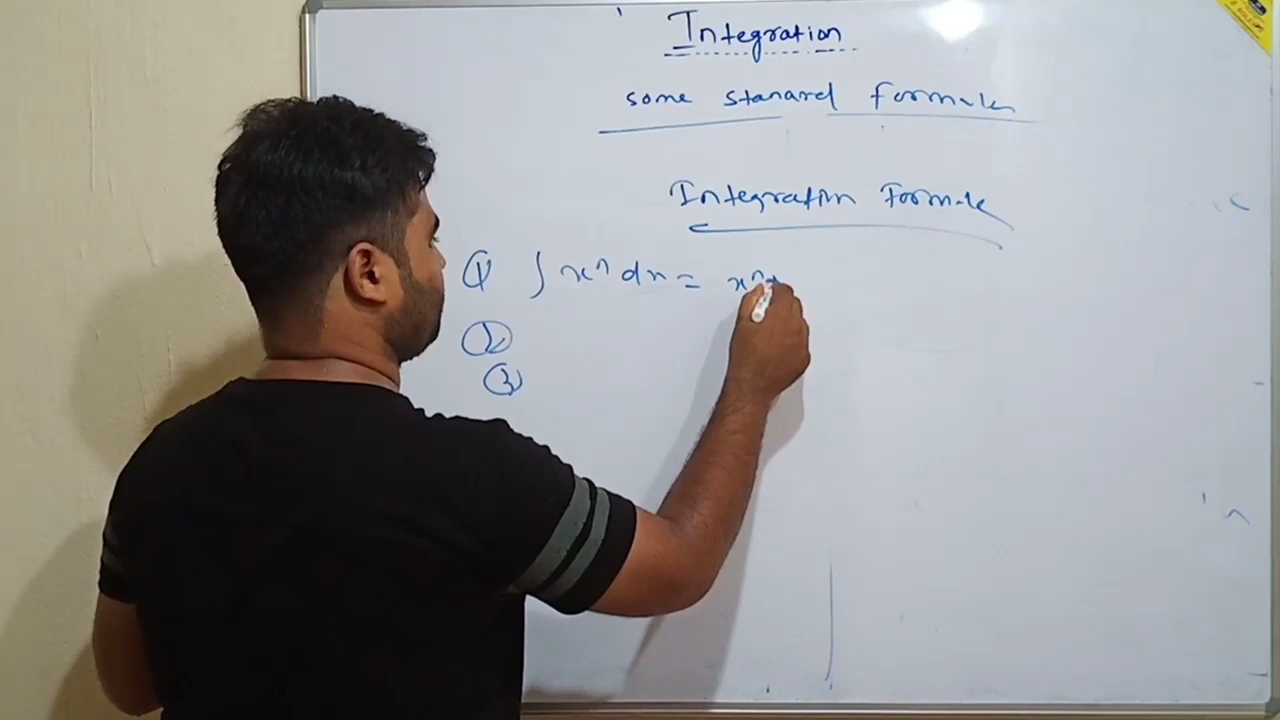 Integration
some stanard formula
Integration Formula
① ∫ xⁿ dx = xⁿ⁺
②
③